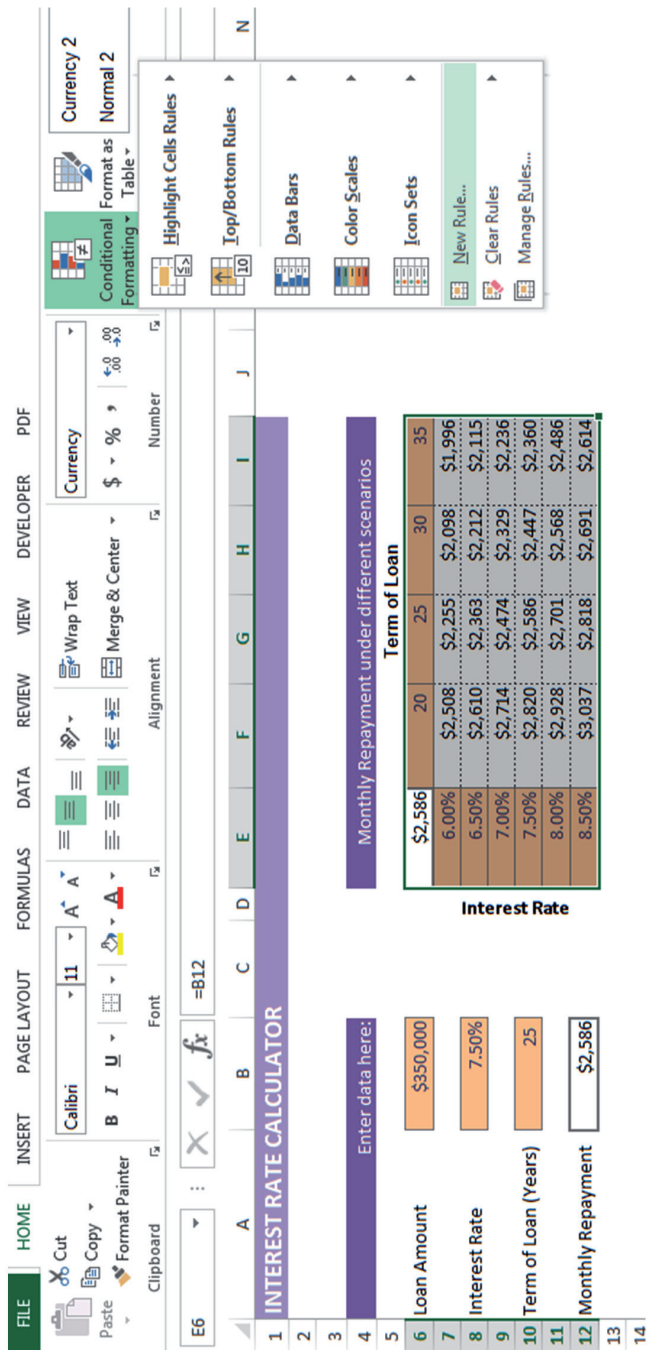 FILE HOME INSERT PAGE LAYOUT FORMULAS DATA REVIEW VIEW DEVELOPER PDF
Cut
Copy
Format Painter
Paste
Clipboard
Calibri 11 A A
B I U A
Font
Wrap Text
Merge & Center
Alignment
Currency
$ % , .0 .00 .00 .0
Number
Conditional Formatting
Format as Table
Currency 2
Normal 2
Highlight Cells Rules
Top/Bottom Rules
Data Bars
Color Scales
Icon Sets
New Rule...
Clear Rules
Manage Rules...
E6 fx =B12
A B C D E F G H I J N
1 INTEREST RATE CALCULATOR
2
3
4 Enter data here: Monthly Repayment under different scenarios
5 Term of Loan
6 Loan Amount $350,000 $2,586 20 25 30 35
7 6.00% $2,508 $2,255 $2,098 $1,996
8 Interest Rate 7.50% 6.50% $2,610 $2,363 $2,212 $2,115
9 Interest Rate 7.00% $2,714 $2,474 $2,329 $2,236
10 Term of Loan (Years) 25 7.50% $2,820 $2,586 $2,447 $2,360
11 8.00% $2,928 $2,701 $2,568 $2,486
12 Monthly Repayment $2,586 8.50% $3,037 $2,818 $2,691 $2,614
13
14